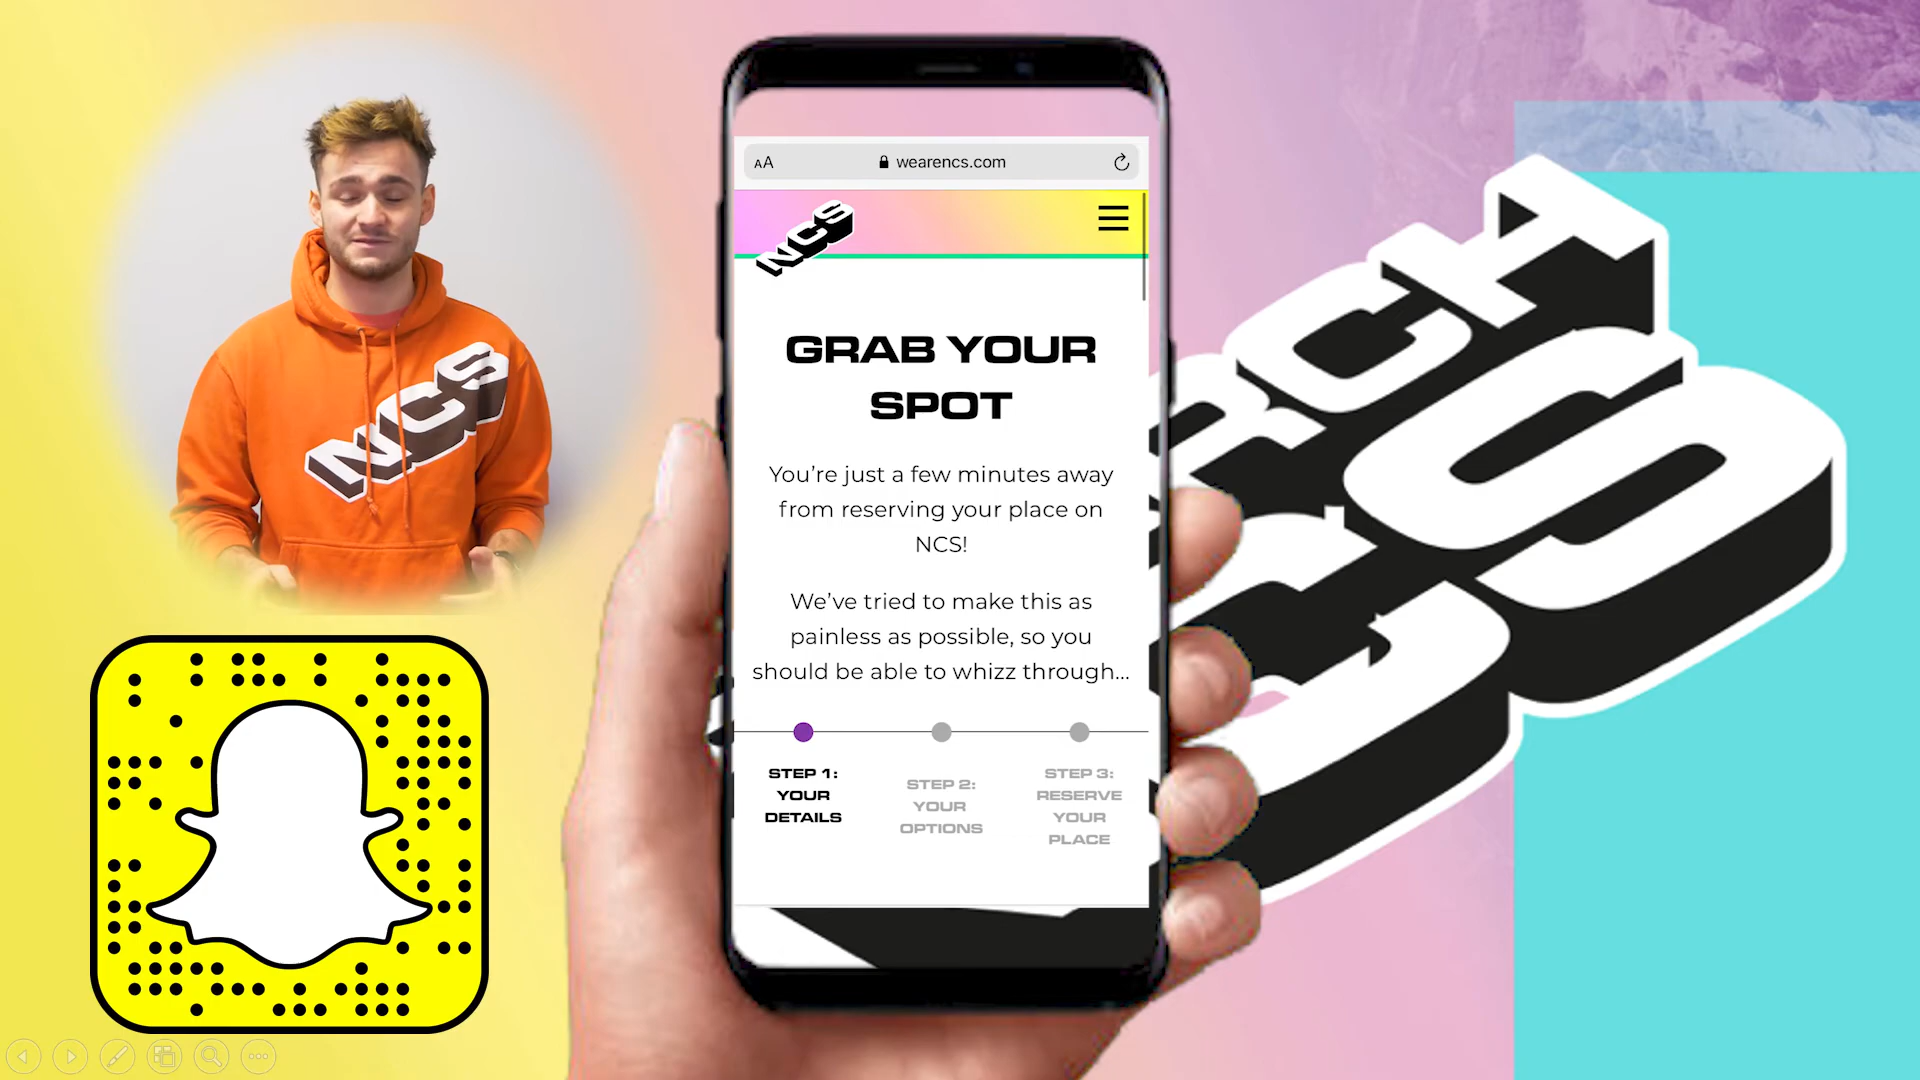 NCS
AA
wearencs.com
NCS
GRAB YOUR
SPOT
You’re just a few minutes away
from reserving your place on
NCS!
We’ve tried to make this as
painless as possible, so you
should be able to whizz through...
STEP 1:
YOUR
DETAILS
STEP 2:
YOUR
OPTIONS
STEP 3:
RESERVE
YOUR
PLACE
RCH
CS